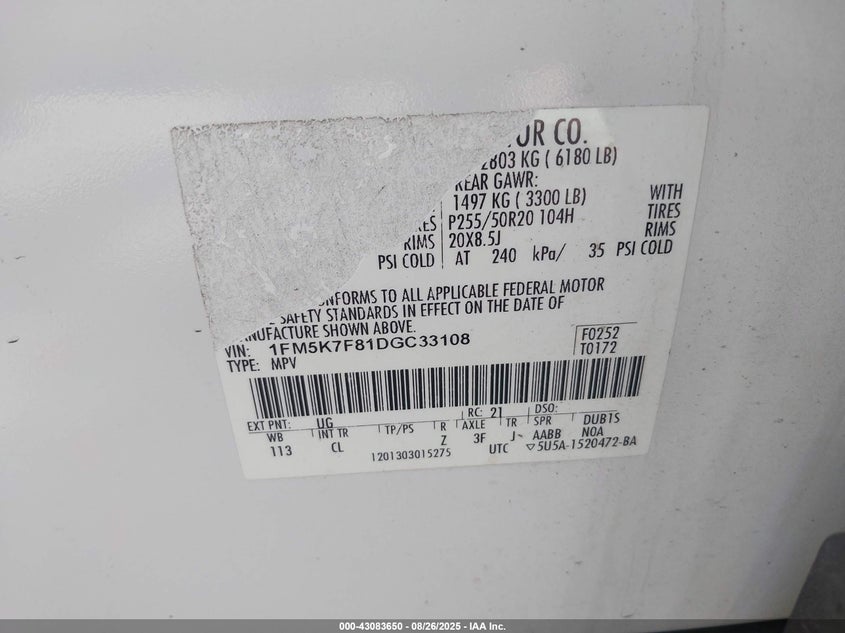 OR CO.
2803 KG ( 6180 LB)
REAR GAWR:
1497 KG ( 3300 LB) WITH
P255/50R20 104H TIRES
RIMS 20X8.5J RIMS
PSI COLD AT 240 kPa/ 35 PSI COLD
CONFORMS TO ALL APPLICABLE FEDERAL MOTOR
SAFETY STANDARDS IN EFFECT ON THE DATE OF
MANUFACTURE SHOWN ABOVE.
VIN: 1FM5K7F81DGC33108 F0252
TYPE: MPV T0172
EXT PNT: UG RC: 21 DSO:
WB INT TR TP/PS R AXLE TR SPR DUB1S
113 CL Z 3F J AABB NOA
1201303015275 UTC ▽5U5A-1520472-BA
000-43083650 - 08/26/2025 - IAA Inc.